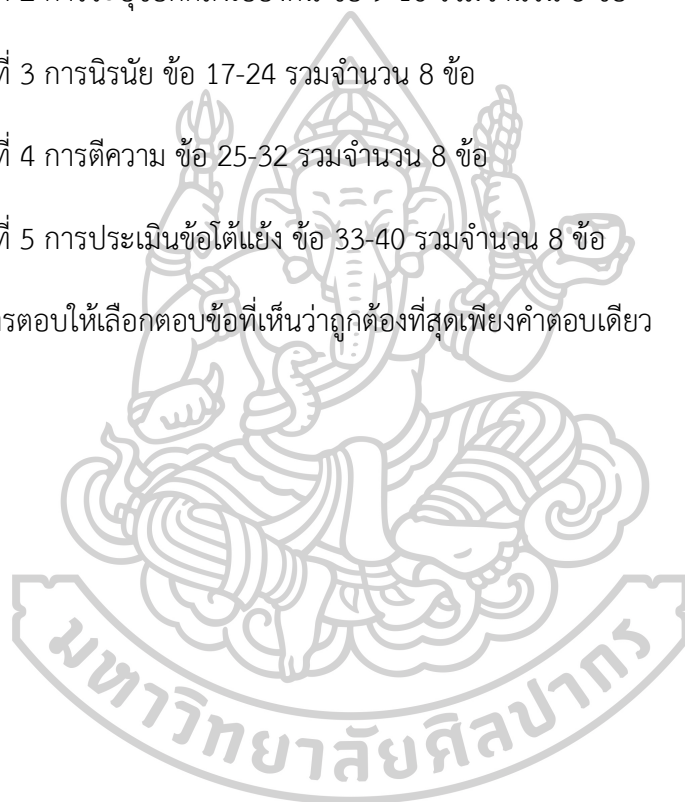 ที่ 3 การนิรนัย ข้อ 17-24 รวมจำนวน 8 ข้อ
ที่ 4 การตีความ ข้อ 25-32 รวมจำนวน 8 ข้อ
ที่ 5 การประเมินข้อโต้แย้ง ข้อ 33-40 รวมจำนวน 8 ข้อ
ตอบให้เลือกตอบข้อที่เห็นว่าถูกต้องที่สุดเพียงคำตอบเดียว
มหาวิทยาลัยศิลปากร